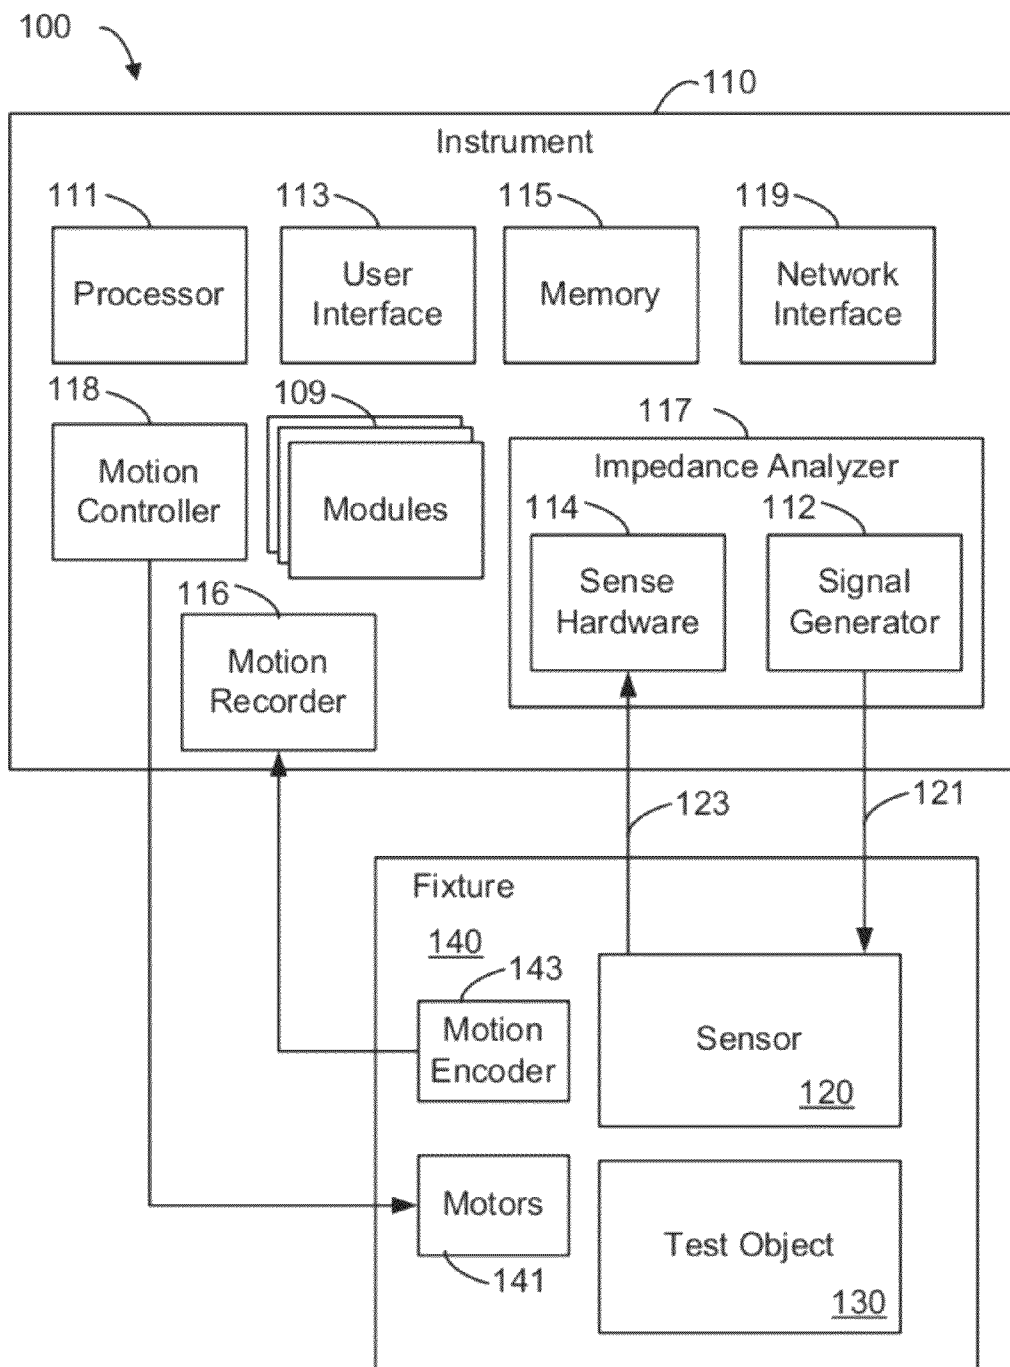 100
110
Instrument
111
113
115
119
Processor
User
Interface
Memory
Network
Interface
118
109
117
Motion
Controller
Modules
Impedance Analyzer
114
112
Sense
Hardware
Signal
Generator
116
Motion
Recorder
123
121
Fixture
140
143
Motion
Encoder
Sensor
120
Motors
141
Test Object
130